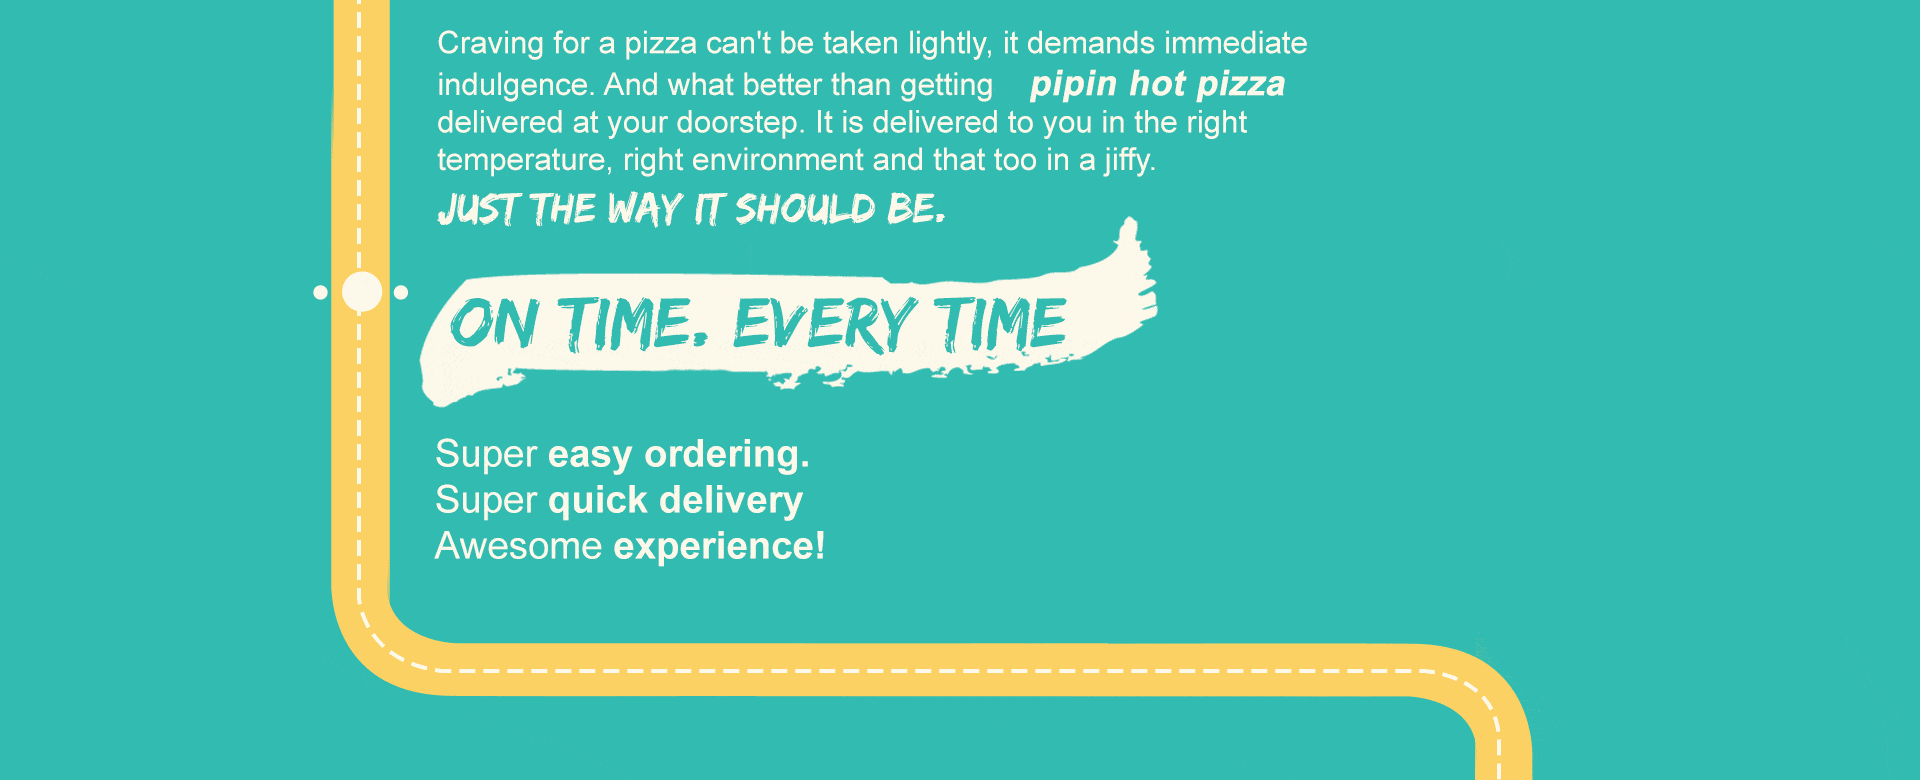 Craving for a pizza can't be taken lightly, it demands immediate
indulgence. And what better than getting pipin hot pizza
delivered at your doorstep. It is delivered to you in the right
temperature, right environment and that too in a jiffy.
JUST THE WAY IT SHOULD BE.
ON TIME. EVERY TIME
Super easy ordering.
Super quick delivery
Awesome experience!